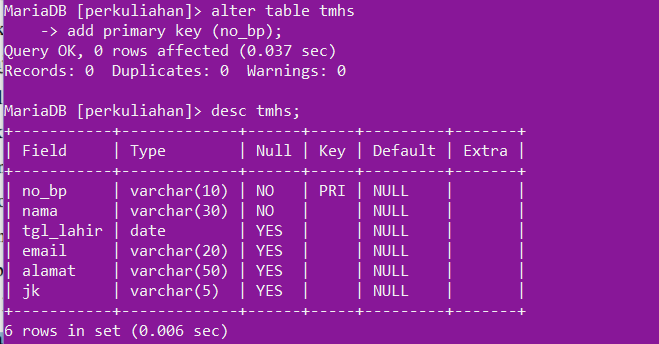 MariaDB [perkuliahan]> alter table tmhs
    -> add primary key (no_bp);
Query OK, 0 rows affected (0.037 sec)
Records: 0  Duplicates: 0  Warnings: 0

MariaDB [perkuliahan]> desc tmhs;
+-----------+-------------+------+-----+---------+-------+
| Field     | Type        | Null | Key | Default | Extra |
+-----------+-------------+------+-----+---------+-------+
| no_bp     | varchar(10) | NO   | PRI | NULL    |       |
| nama      | varchar(30) | NO   |     | NULL    |       |
| tgl_lahir | date        | YES  |     | NULL    |       |
| email     | varchar(20) | YES  |     | NULL    |       |
| alamat    | varchar(50) | YES  |     | NULL    |       |
| jk        | varchar(5)  | YES  |     | NULL    |       |
+-----------+-------------+------+-----+---------+-------+
6 rows in set (0.006 sec)